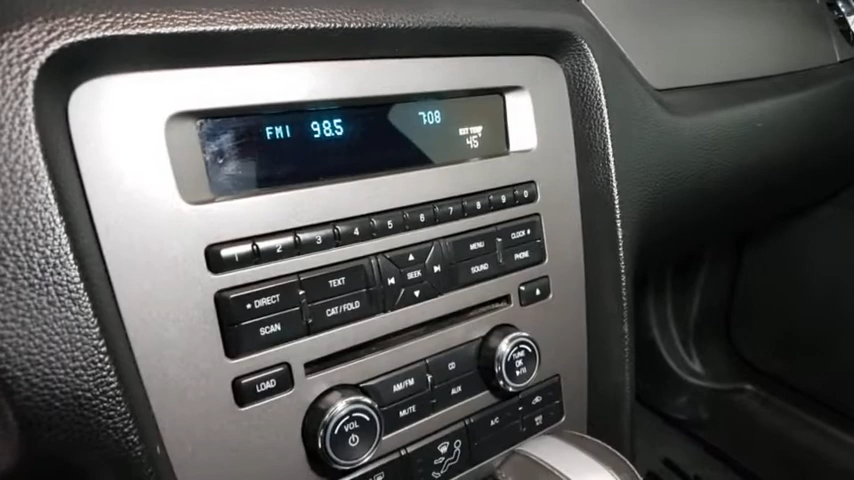 FM1 98.5 7:08
EXT TEMP
45°
1 2 3 4 5 6 7 8 9 0
* DIRECT TEXT SEEK MENU CLOCK #
SCAN CAT/FOLD SOUND PHONE
LOAD
AM/FM CD
MUTE AUX
TUNE
OK
VOL
A/C